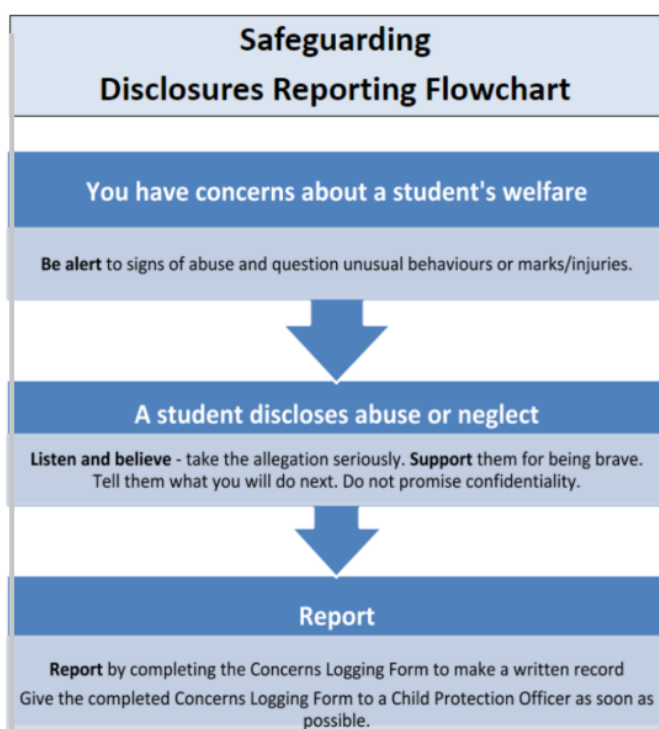 Safeguarding
Disclosures Reporting Flowchart
You have concerns about a student's welfare
Be alert to signs of abuse and question unusual behaviours or marks/injuries.
A student discloses abuse or neglect
Listen and believe - take the allegation seriously. Support them for being brave.
Tell them what you will do next. Do not promise confidentiality.
Report
Report by completing the Concerns Logging Form to make a written record
Give the completed Concerns Logging Form to a Child Protection Officer as soon as
possible.